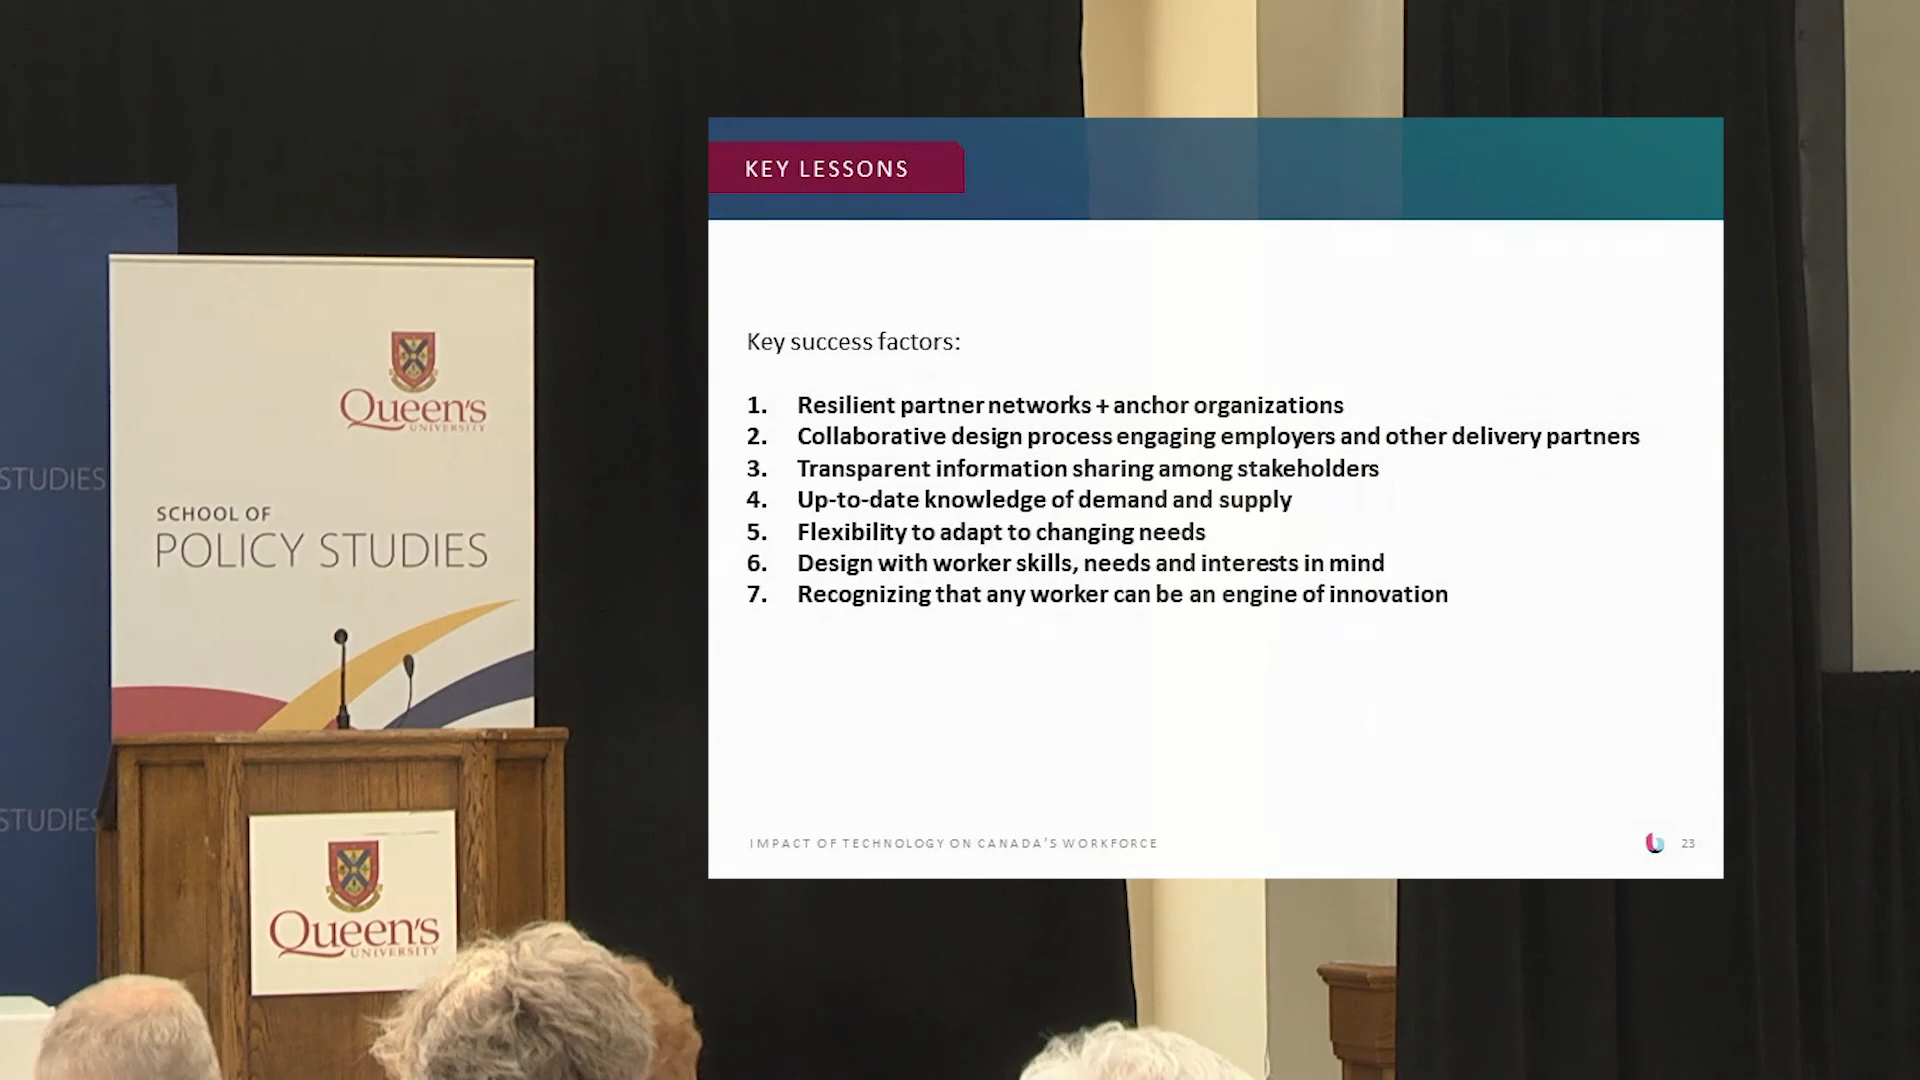 STUDIES
STUDIES
Queen's
UNIVERSITY
SCHOOL OF
POLICY STUDIES
Queen's
UNIVERSITY
KEY LESSONS
Key success factors:
1. Resilient partner networks + anchor organizations
2. Collaborative design process engaging employers and other delivery partners
3. Transparent information sharing among stakeholders
4. Up-to-date knowledge of demand and supply
5. Flexibility to adapt to changing needs
6. Design with worker skills, needs and interests in mind
7. Recognizing that any worker can be an engine of innovation
IMPACT OF TECHNOLOGY ON CANADA'S WORKFORCE
23